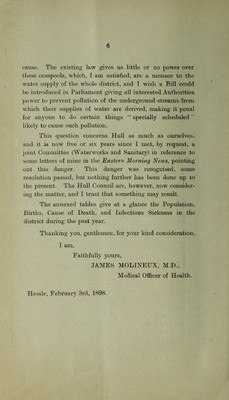 6
cause. The existing law gives us little or no power over
these cesspools, which, I am satisfied, are a menace to the
water supply of the whole district, and I wish a Bill could
be introduced in Parliament giving all interested Authorities
power to prevent pollution of the underground streams from
which their supplies of water are derived, making it penal
for anyone to do certain things “ specially scheduled ”
likely to cause such pollution.
This question concerns Hull as much as ourselves,
and it is now five or six years since I met, by request, a
joint Committee (Waterworks and Sanitary) in reference to
some letters of mine in the Eastern Morning News, pointing
out this danger. This danger was recognised, some
resolution passed, but nothing further has been done up to
the present. The Hull Council are, however, now consider-
ing the matter, and I trust that something may result.
The annexed tables give at a glance the Population,
Births, Cause of Death, and Infectious Sickness in the
district during the past year.
Thanking you, gentlemen, for your kind consideration,
I am,
Faithfully yours,
JAMES MOLINEUX, M.D.,
Medical Officer of Health.
Hessle, February 3rd, 1898.